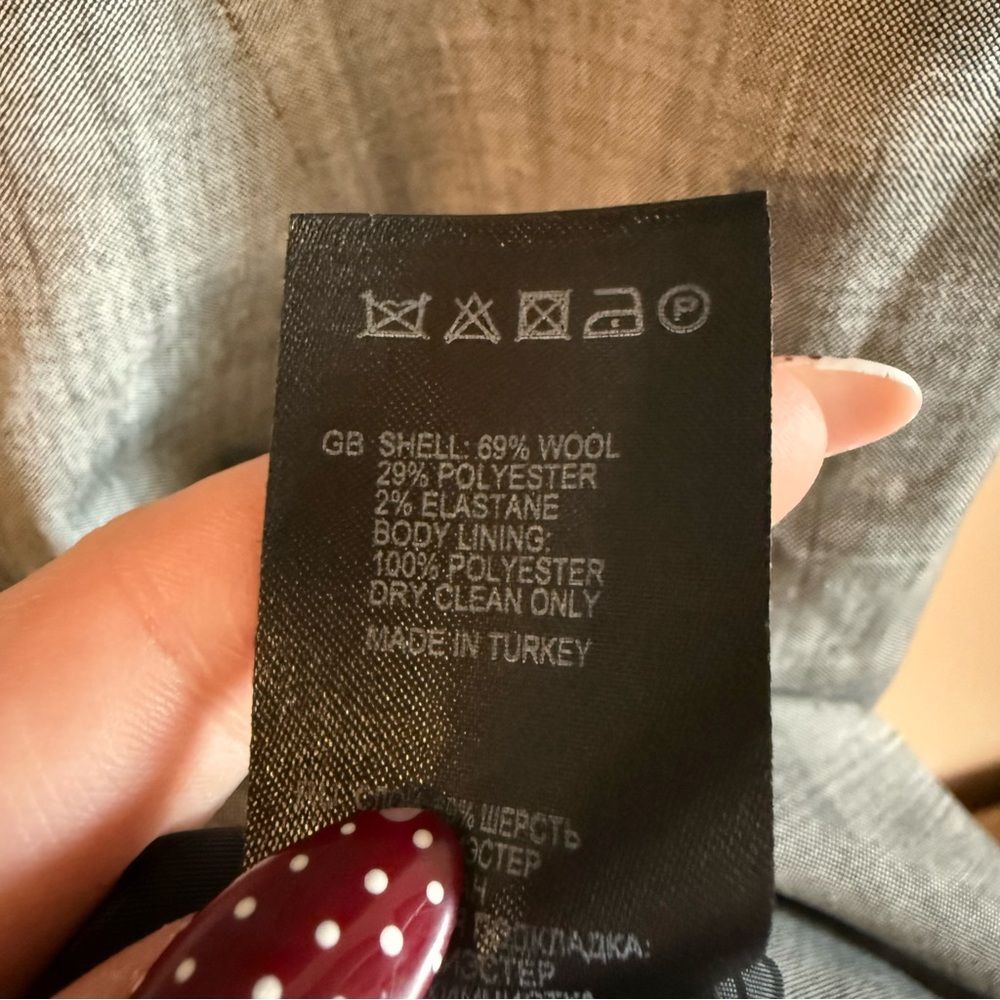 P
GB SHELL: 69% WOOL
29% POLYESTER
2% ELASTANE
BODY LINING:
100% POLYESTER
DRY CLEAN ONLY
MADE IN TURKEY
% ШЕРСТЬ